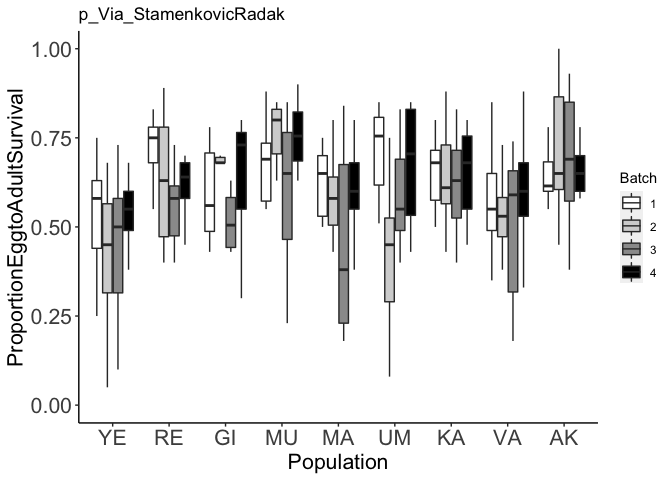 p_Via_StamenkovicRadak
1.00
0.75
0.50
0.25
0.00
ProportionEggtoAdultSurvival
YE RE GI MU MA UM KA VA AK
Population
Batch
1
2
3
4